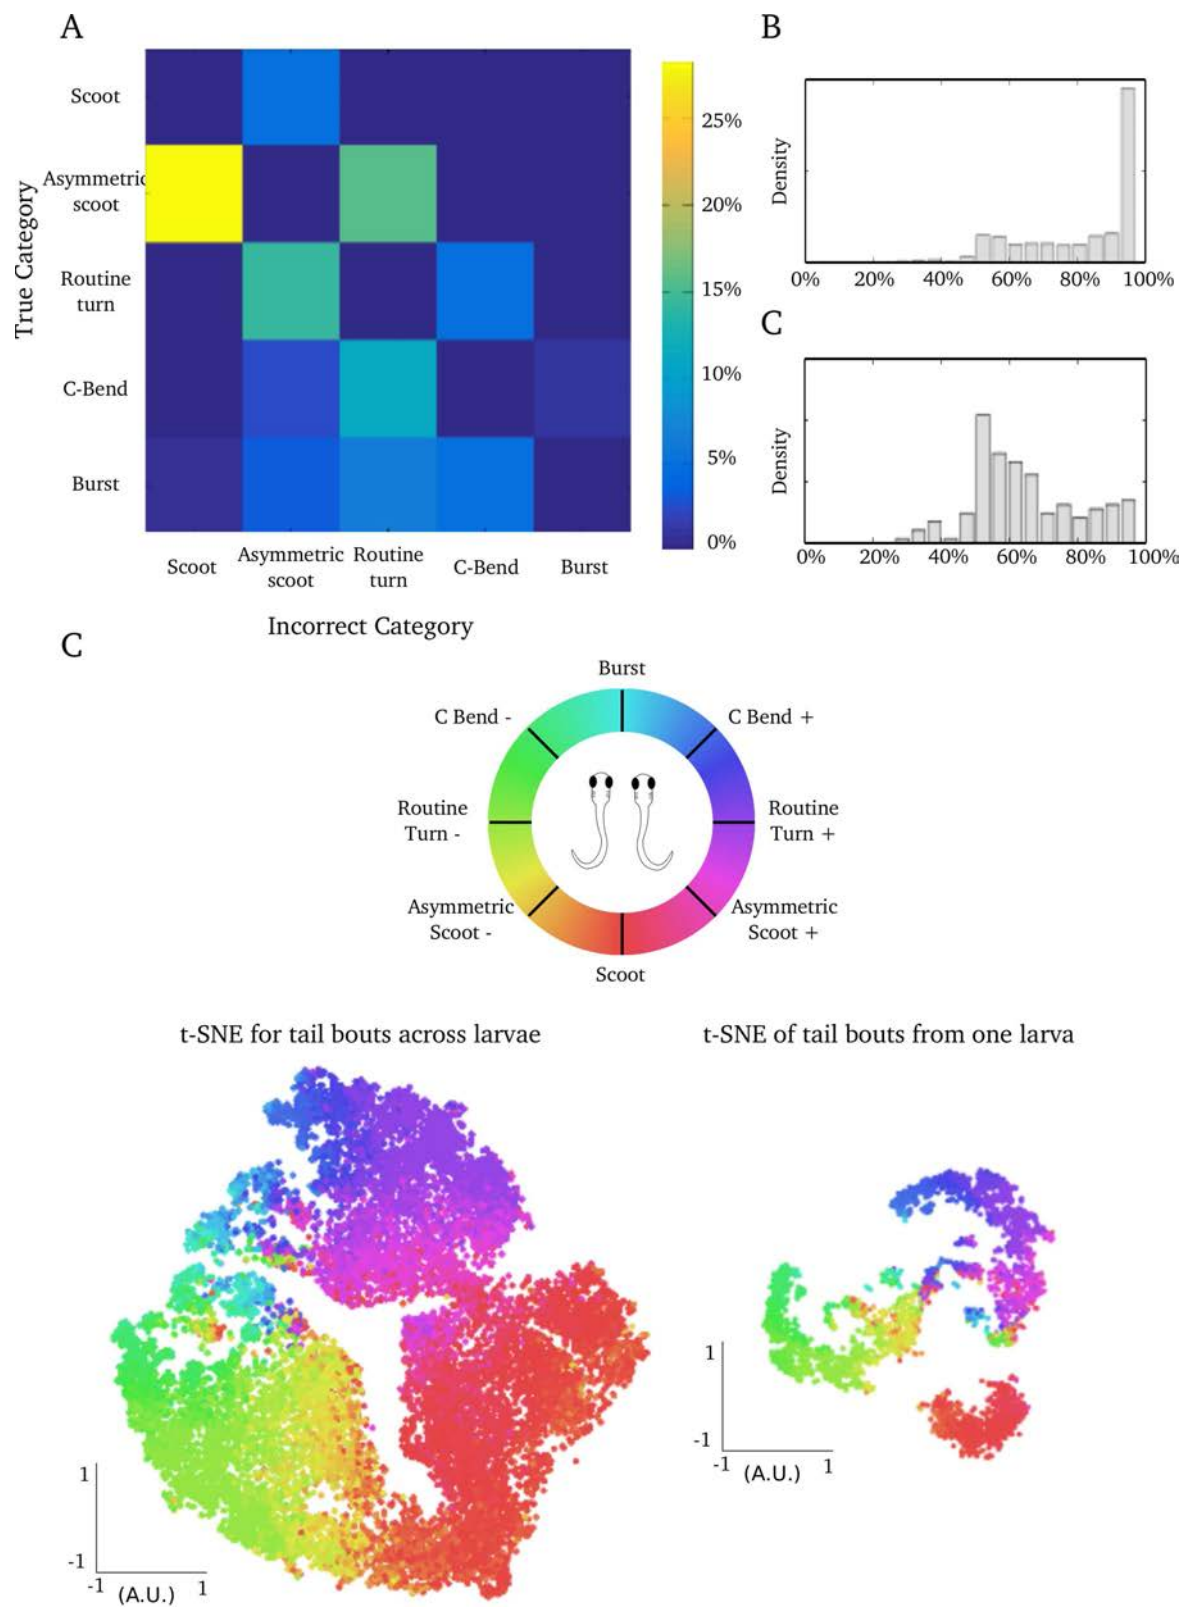 A
B
Scoot
Asymmetric
scoot
Routine
turn
C-Bend
Burst
True Category
Scoot
Asymmetric
scoot
Routine
turn
C-Bend
Burst
Incorrect Category
25%
20%
15%
10%
5%
0%
Density
0% 20% 40% 60% 80% 100%
C
Density
0% 20% 40% 60% 80% 100%
C
Burst
C Bend -
C Bend +
Routine
Turn -
Routine
Turn +
Asymmetric
Scoot -
Asymmetric
Scoot +
Scoot
t-SNE for tail bouts across larvae
t-SNE of tail bouts from one larva
1
-1
-1 (A.U.) 1
1
-1
-1 (A.U.) 1